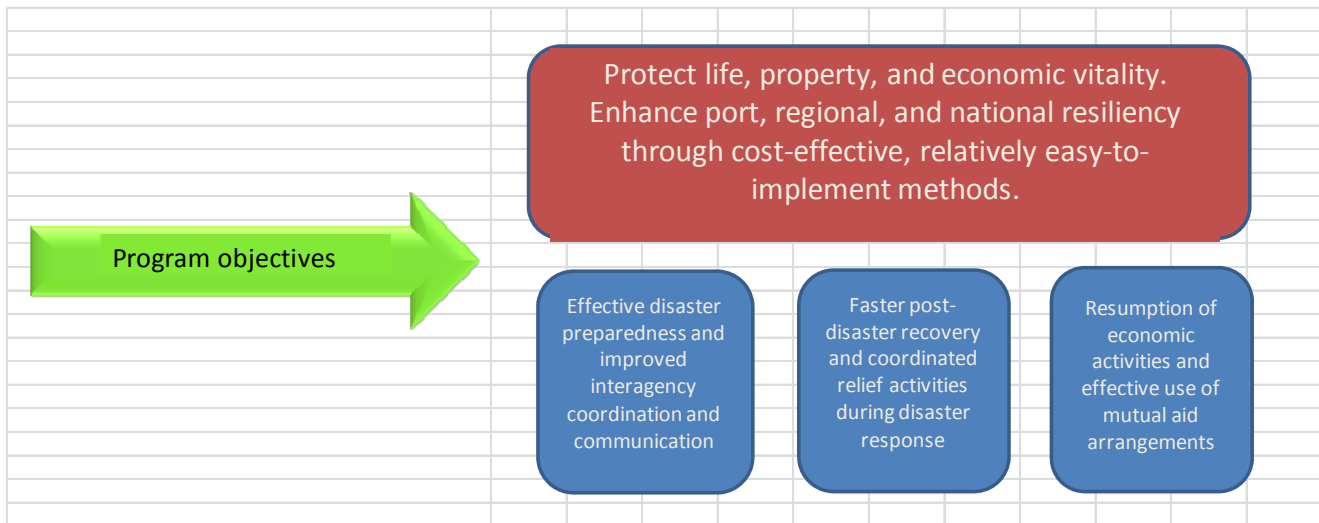 Protect life, property, and economic vitality.
Enhance port, regional, and national resiliency
through cost-effective, relatively easy-to-
implement methods.
Program objectives
Effective disaster
preparedness and
improved
interagency
coordination and
communication
Faster post-
disaster recovery
and coordinated
relief activities
during disaster
response
Resumption of
economic
activities and
effective use of
mutual aid
arrangements